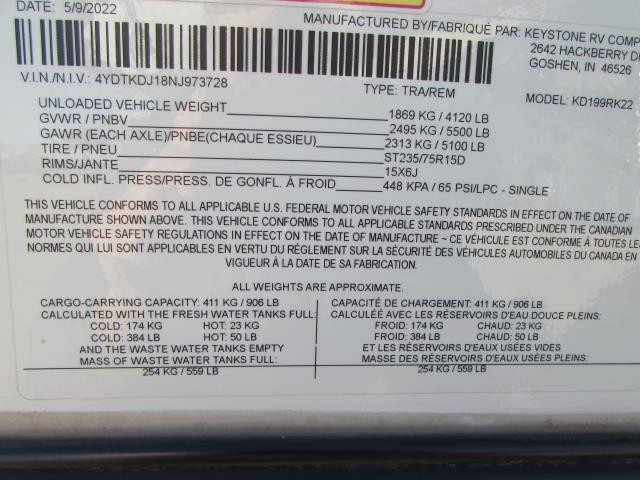 DATE: 5/9/2022
MANUFACTURED BY/FABRIQUÉ PAR: KEYSTONE RV COMP
2642 HACKBERRY D
GOSHEN, IN 46526
V.I.N./N.I.V.: 4YDTKDJ18NJ973728
TYPE: TRA/REM
MODEL: KD199RK22
UNLOADED VEHICLE WEIGHT 1869 KG / 4120 LB
GVWR / PNBV 2495 KG / 5500 LB
GAWR (EACH AXLE)/PNBE(CHAQUE ESSIEU) 2313 KG / 5100 LB
TIRE / PNEU ST235/75R15D
RIMS/JANTE 15X6J
COLD INFL. PRESS/PRESS. DE GONFL. À FROID 448 KPA / 65 PSI/LPC - SINGLE
THIS VEHICLE CONFORMS TO ALL APPLICABLE U.S. FEDERAL MOTOR VEHICLE SAFETY STANDARDS IN EFFECT ON THE DATE OF
MANUFACTURE SHOWN ABOVE. THIS VEHICLE CONFORMS TO ALL APPLICABLE STANDARDS PRESCRIBED UNDER THE CANADIAN
MOTOR VEHICLE SAFETY REGULATIONS IN EFFECT ON THE DATE OF MANUFACTURE ~ CE VÉHICULE EST CONFORME À TOUTES LE
NORMES QUI LUI SONT APPLICABLES EN VERTU DU RÉGLEMENT SUR LA SÉCURITÉ DES VÉHICULES AUTOMOBILES DU CANADA EN
VIGUEUR À LA DATE DE SA FABRICATION.
ALL WEIGHTS ARE APPROXIMATE.
CARGO-CARRYING CAPACITY: 411 KG / 906 LB
CALCULATED WITH THE FRESH WATER TANKS FULL:
COLD: 174 KG HOT: 23 KG
COLD: 384 LB HOT: 50 LB
AND THE WASTE WATER TANKS EMPTY
MASS OF WASTE WATER TANKS FULL:
254 KG / 559 LB
CAPACITÉ DE CHARGEMENT: 411 KG / 906 LB
CALCULÉE AVEC LES RÉSERVOIRS D'EAU DOUCE PLEINS:
FROID: 174 KG CHAUD: 23 KG
FROID: 384 LB CHAUD: 50 LB
ET LES RÉSERVOIRS D'EAUX USÉES VIDES
MASSE DES RESERVOIRS D'EAUX USÉES PLEINS
254 KG / 559 LB